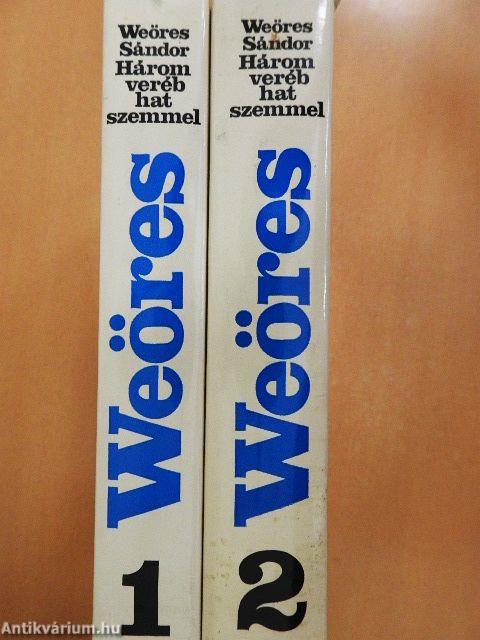 Weöres
Sándor
Három
veréb
hat
szemmel
Weöres
1
Weöres
Sándor
Három
veréb
hat
szemmel
Weöres
2
Antikvárium.hu